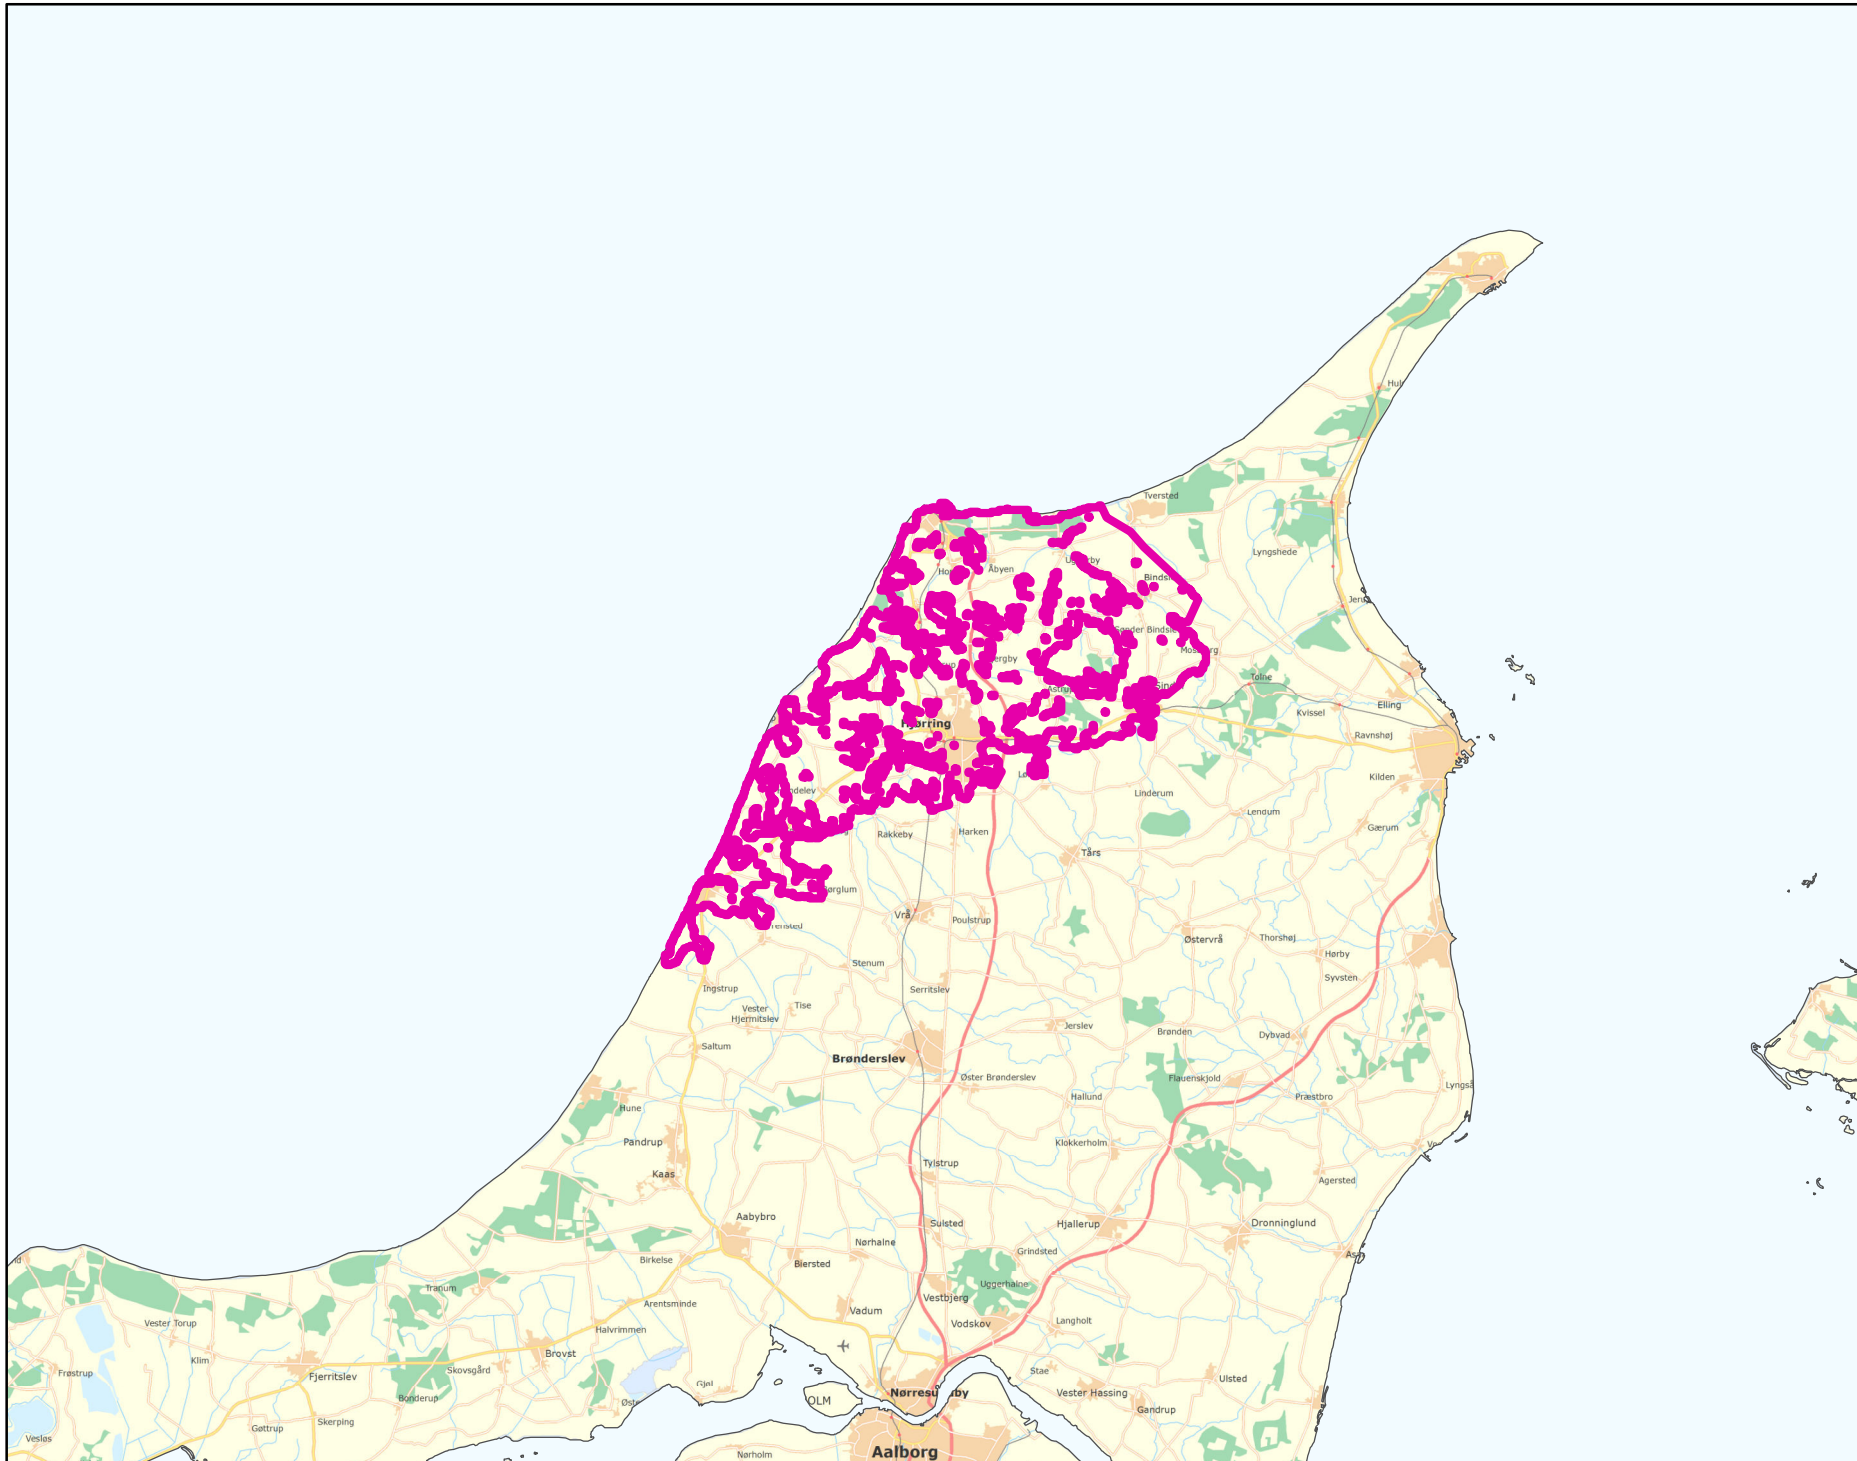 Tversted
Lyngshede
Åbyen
Sønder Bindslev
Tolne
Elling
Kvissel
Ravnshøj
Hjørring
Kilden
Linderum
Lendum
Gærum
Rakkeby
Harken
Tårs
Vrå
Poulstrup
Østervrå
Thorshøj
Hørby
Syvsten
Stenum
Serritslev
Ingstrup
Tise
Vester
Hjermitslev
Jerslev
Brønden
Dybvad
Saltum
Brønderslev
Øster Brønderslev
Flauenskjold
Hallund
Præstbro
Hune
Pandrup
Klokkerholm
Kaas
Tylstrup
Agersted
Aabybro
Sulsted
Hjallerup
Dronninglund
Nørhalne
Grindsted
Birkelse
Biersted
Tranum
Uggerhalne
Vestbjerg
Arentsminde
Vadum
Vester Torup
Halvrimmen
Vodskov
Langholt
Klim
Brovst
Frøstrup
Fjerritslev
Skovsgård
Stae
Ulsted
Gjøl
Bonderup
Vester Hassing
OLM
Gandrup
Skerping
Gøttrup
Vesløs
Aalborg
Nørholm